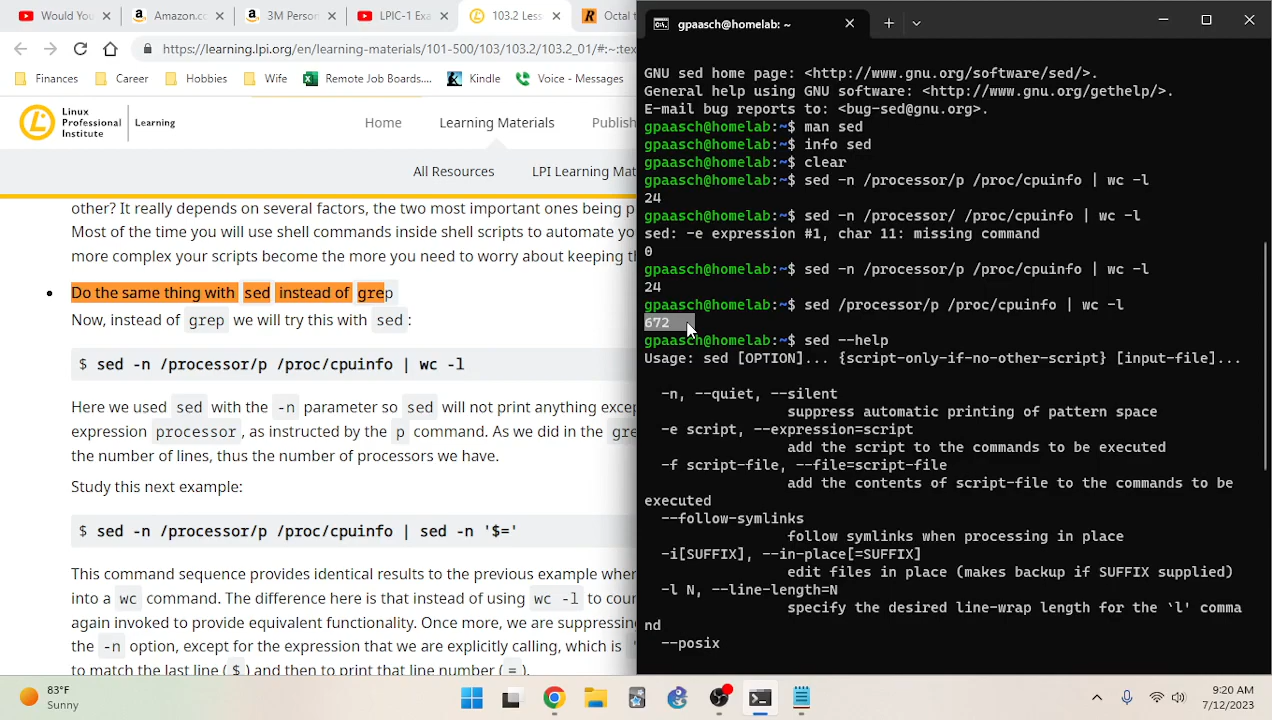 Would You
Amazon.c
3M Person
LPIC-1 Exa
103.2 Less
Octal t
https://learning.lpi.org/en/learning-materials/101-500/103/103.2/103.2_01/#:~:tex
Finances
Career
Hobbies
Wife
Remote Job Board...
Kindle
Voice - Messages
Linux
Professional
Institute
Learning
Home
Learning Materials
Publish
All Resources
LPI Learning Mat
other? It really depends on several factors, the two most important ones being p
Most of the time you will use shell commands inside shell scripts to automate yo
more complex your scripts become the more you need to worry about keeping th
Do the same thing with sed instead of grep
Now, instead of grep we will try this with sed:
$ sed -n /processor/p /proc/cpuinfo | wc -l
Here we used sed with the -n parameter so sed will not print anything exce
expression processor, as instructed by the p command. As we did in the gre
the number of lines, thus the number of processors we have.
Study this next example:
$ sed -n /processor/p /proc/cpuinfo | sed -n '$='
This command sequence provides identical results to the previous example wher
into a wc command. The difference here is that instead of using wc -l to cou
again invoked to provide equivalent functionality. Once more, we are suppressing
the -n option, except for the expression that we are explicitly calling, which is '
to match the last line ($) and then to print that line number (=).
gpaasch@homelab: ~
GNU sed home page: <http://www.gnu.org/software/sed/>.
General help using GNU software: <http://www.gnu.org/gethelp/>.
E-mail bug reports to: <bug-sed@gnu.org>.
gpaasch@homelab:~$ man sed
gpaasch@homelab:~$ info sed
gpaasch@homelab:~$ clear
gpaasch@homelab:~$ sed -n /processor/p /proc/cpuinfo | wc -l
24
gpaasch@homelab:~$ sed -n /processor/ /proc/cpuinfo | wc -l
sed: -e expression #1, char 11: missing command
0
gpaasch@homelab:~$ sed -n /processor/p /proc/cpuinfo | wc -l
24
gpaasch@homelab:~$ sed /processor/p /proc/cpuinfo | wc -l
672
gpaasch@homelab:~$ sed --help
Usage: sed [OPTION]... {script-only-if-no-other-script} [input-file]...
-n, --quiet, --silent
suppress automatic printing of pattern space
-e script, --expression=script
add the script to the commands to be executed
-f script-file, --file=script-file
add the contents of script-file to the commands to be
executed
--follow-symlinks
follow symlinks when processing in place
-i[SUFFIX], --in-place[=SUFFIX]
edit files in place (makes backup if SUFFIX supplied)
-l N, --line-length=N
specify the desired line-wrap length for the `l' comma
nd
--posix
83°F
Sunny
9:20 AM
7/12/2023